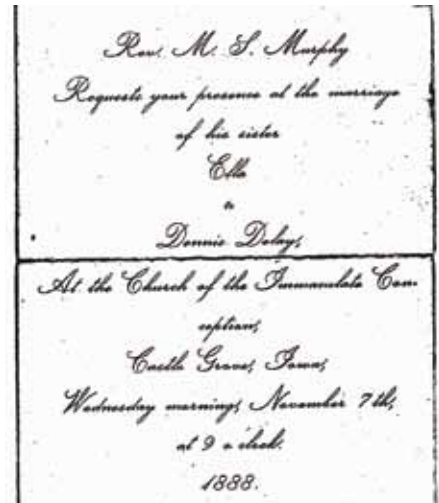 Rev. M. S. Murphy
Requests your presence at the marriage
of his sister
Ella
to
Dennie Delay,
At the Church of the Immaculate Con-
ception,
Castle Grove, Iowa,
Wednesday morning, November 7th,
at 9 o'clock.
1888.